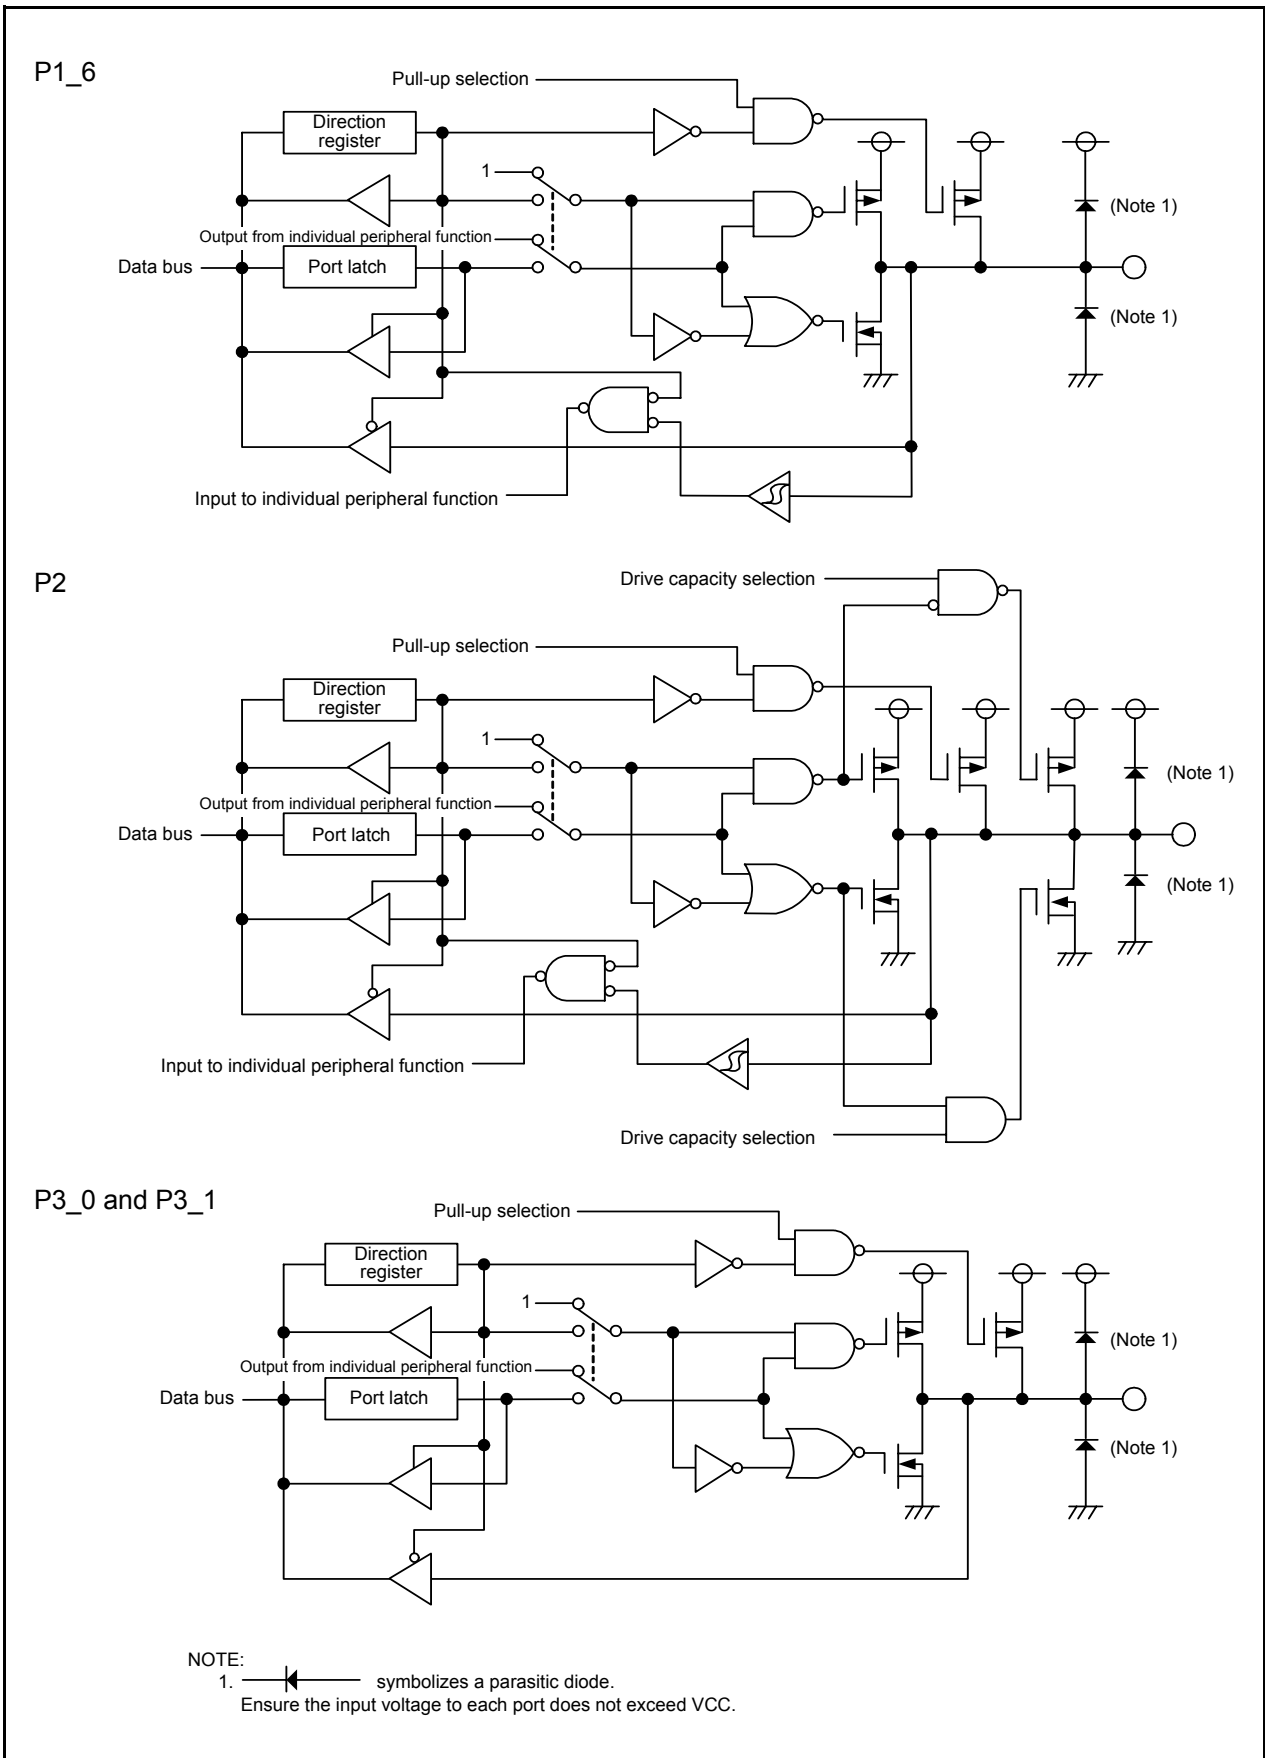 P1_6
Pull-up selection
Direction
register
1
(Note 1)
Output from individual peripheral function
Data bus
Port latch
(Note 1)
Input to individual peripheral function
P2
Drive capacity selection
Pull-up selection
Direction
register
1
(Note 1)
Output from individual peripheral function
Data bus
Port latch
(Note 1)
Input to individual peripheral function
Drive capacity selection
P3_0 and P3_1
Pull-up selection
Direction
register
1
(Note 1)
Output from individual peripheral function
Data bus
Port latch
(Note 1)
NOTE:
1. symbolizes a parasitic diode.
Ensure the input voltage to each port does not exceed VCC.